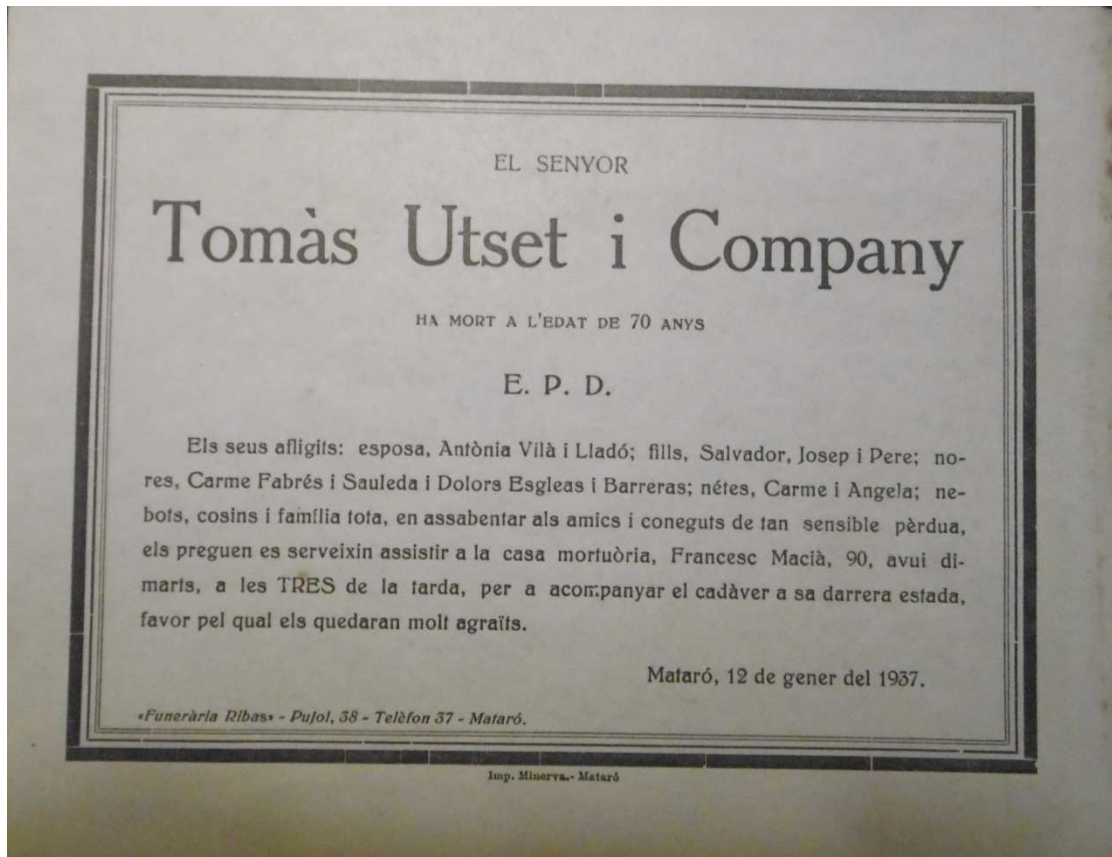 EL SENYOR
Tomàs Utset i Company
HA MORT A L'EDAT DE 70 ANYS
E. P. D.
Els seus afligits: esposa, Antònia Vilà i Lladó; fills, Salvador, Josep i Pere; no-
res, Carme Fabrés i Sauleda i Dolors Esgleas i Barreras; nétes, Carme i Angela; ne-
bots, cosins i família tota, en assabentar als amics i coneguts de tan sensible pèrdua,
els preguen es serveixin assistir a la casa mortuòria, Francesc Macià, 90, avui di-
marts, a les TRES de la tarda, per a acompanyar el cadàver a sa darrera estada,
favor pel qual els quedaran molt agraïts.
Mataró, 12 de gener del 1937.
«Funerària Ribas» - Pujol, 38 - Telèfon 37 - Mataró.
Imp. Minerva.- Mataró